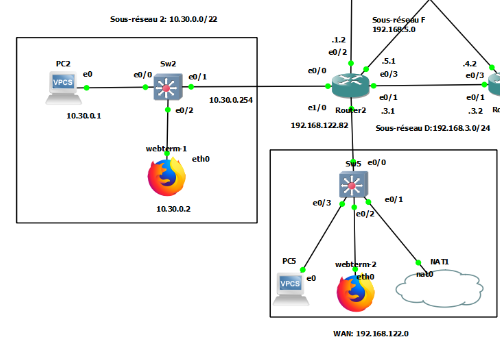 Sous-réseau 2: 10.30.0.0/22
Sous-réseau F
192.168.5.0
.1.2
e0/2
PC2
Sw2
e0
e0/0
e0/1
VPCS
e0/2
10.30.0.1
10.30.0.254
e0/0
.5.1
e0/3
.4.2
e0/3
Router2
e0/1
e0/1
e1/0
.3.1
.3.2
192.168.122.82
Sous-réseau D:192.168.3.0/24
webterm-1
eth0
10.30.0.2
e0/0
SW5
e0/3
e0/2
e0/1
PC5
webterm-2
NAT1
VPCS
e0
eth0
nat0
WAN: 192.168.122.0